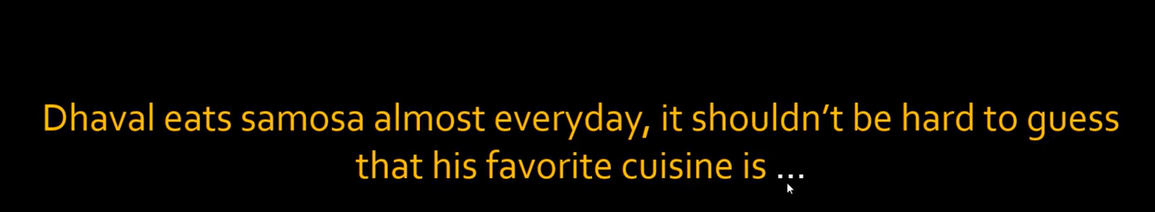 Dhaval eats samosa almost everyday, it shouldn’t be hard to guess
that his favorite cuisine is ...